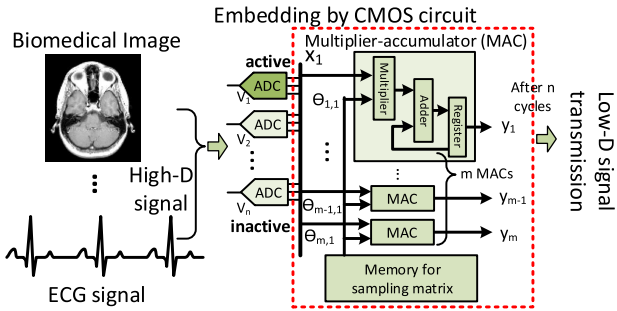 Embedding by CMOS circuit
Biomedical Image
High-D
signal
ECG signal
active
ADC
V1
ADC
V2
ADC
Vn
inactive
Multiplier-accumulator (MAC)
X1
Θ1,1
Multiplier
Adder
Register
y1
m MACs
Θm-1,1
MAC
ym-1
Θm,1
MAC
ym
Memory for
sampling matrix
After n
cycles
Low-D signal
transmission